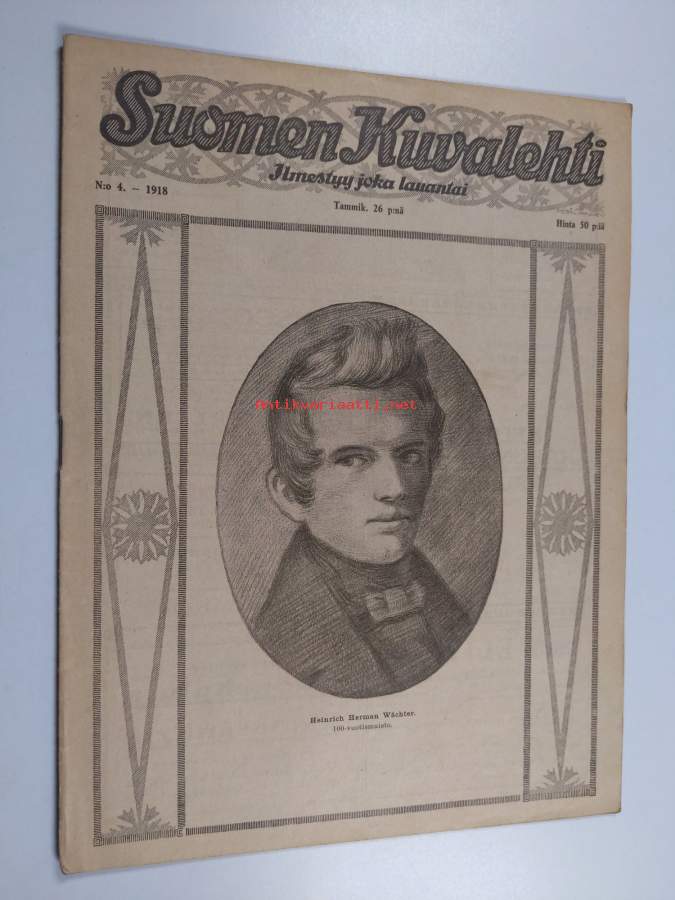 Suomen Kuvalehti
Ilmestyy joka lauantai
N:o 4. – 1918
Tammik. 26 p:nä
Hinta 50 p:iä
antikvariaatti.net
Heinrich Herman Wächter.
100-vuotismuisto.